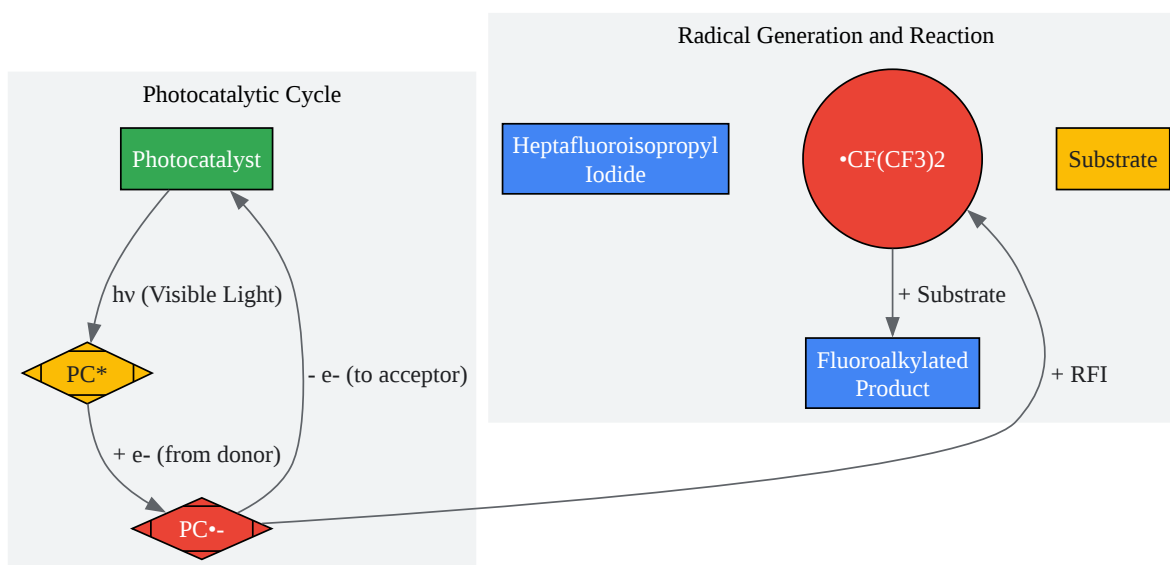 Photocatalytic Cycle
Photocatalyst
hν (Visible Light)
PC*
- e- (to acceptor)
+ e- (from donor)
PC•-
Radical Generation and Reaction
Heptafluoroisopropyl
Iodide
•CF(CF3)2
Substrate
+ Substrate
Fluoroalkylated
Product
+ RFI